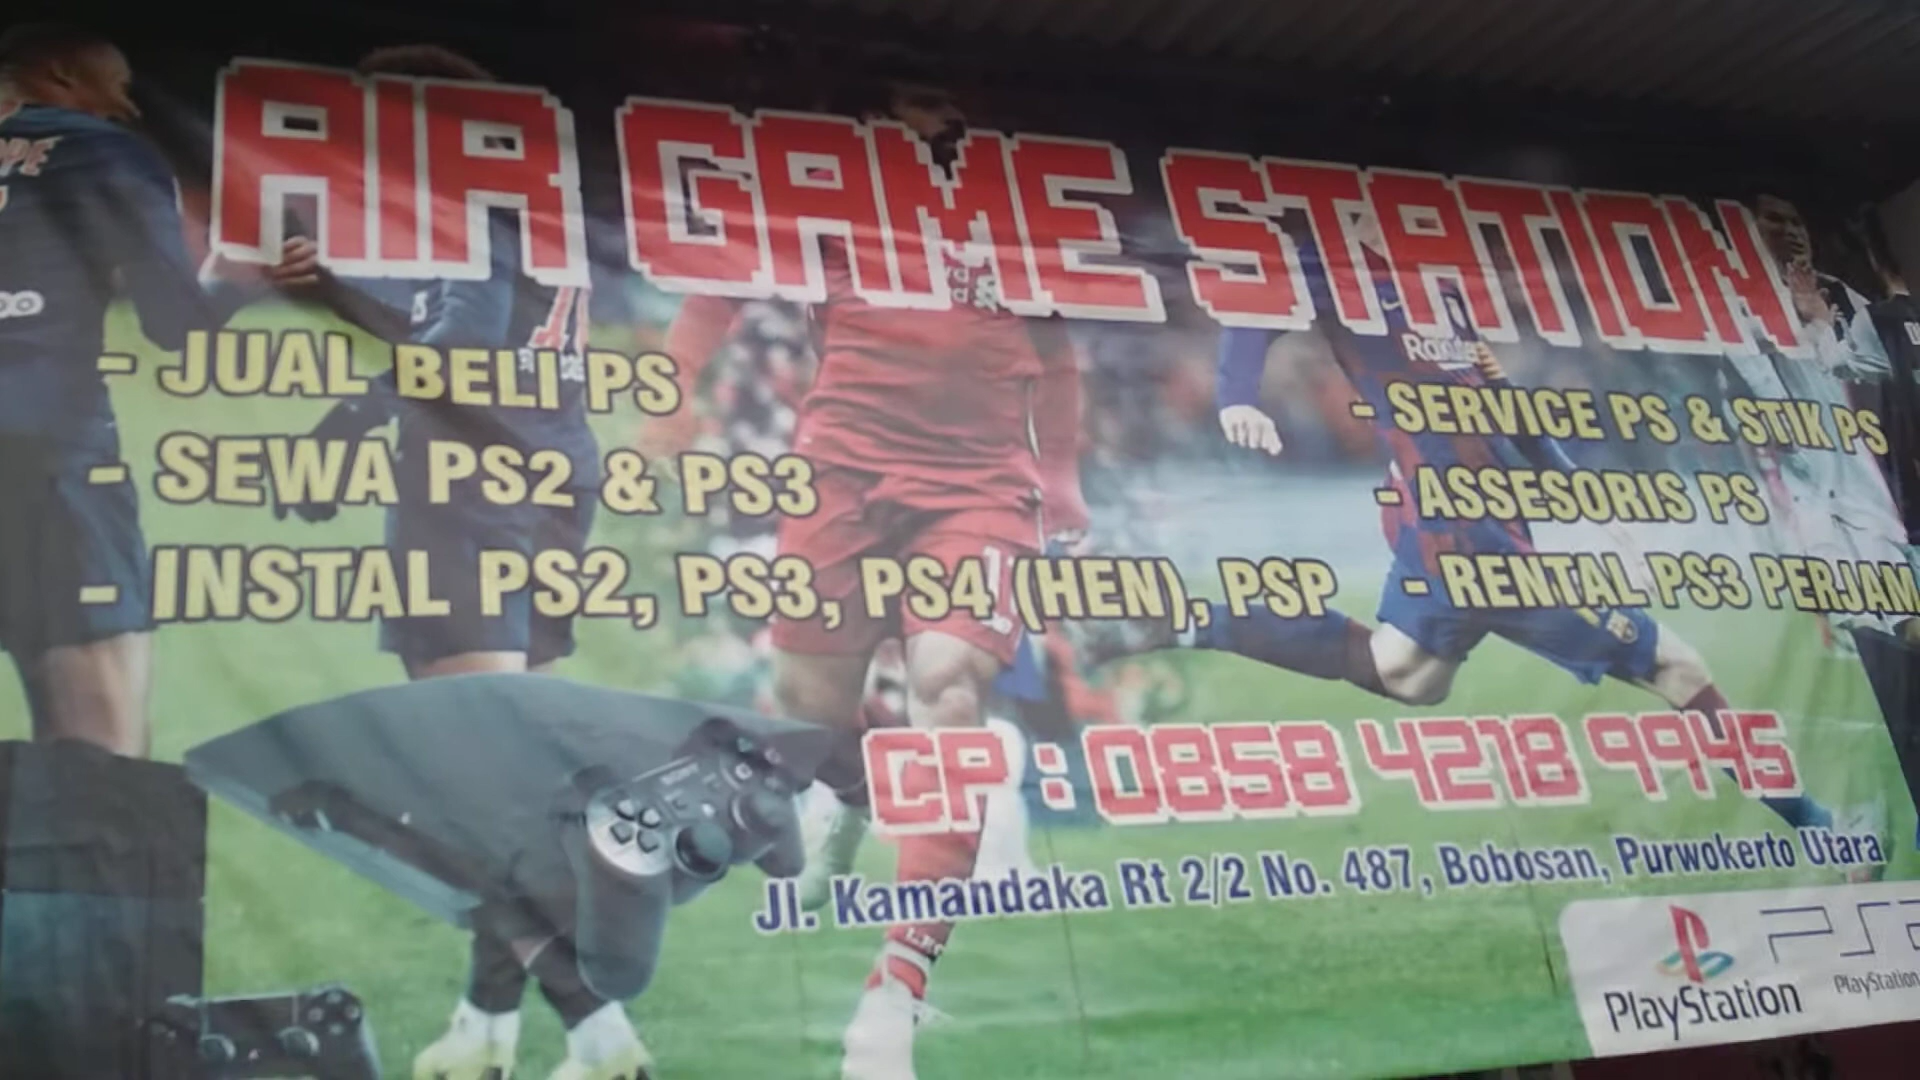 AIR GAME STATION
- JUAL BELI PS
- SEWA PS2 & PS3
- INSTAL PS2, PS3, PS4 (HEN), PSP
- SERVICE PS & STIK PS
- ASSESORIS PS
- RENTAL PS3 PERJAM
CP : 0858 4218 9945
Jl. Kamandaka Rt 2/2 No. 487, Bobosan, Purwokerto Utara
PlayStation
PlayStation
SONY